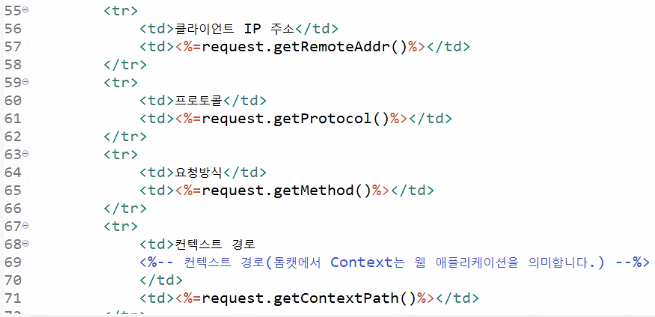 55 <tr>
56 <td>클라이언트 IP 주소</td>
57 <td><%=request.getRemoteAddr()%></td>
58 </tr>
59 <tr>
60 <td>프로토콜</td>
61 <td><%=request.getProtocol()%></td>
62 </tr>
63 <tr>
64 <td>요청방식</td>
65 <td><%=request.getMethod()%></td>
66 </tr>
67 <tr>
68 <td>컨텍스트 경로
69 <%-- 컨텍스트 경로(톰캣에서 Context는 웹 애플리케이션을 의미합니다.) --%>
70 </td>
71 <td><%=request.getContextPath()%></td>